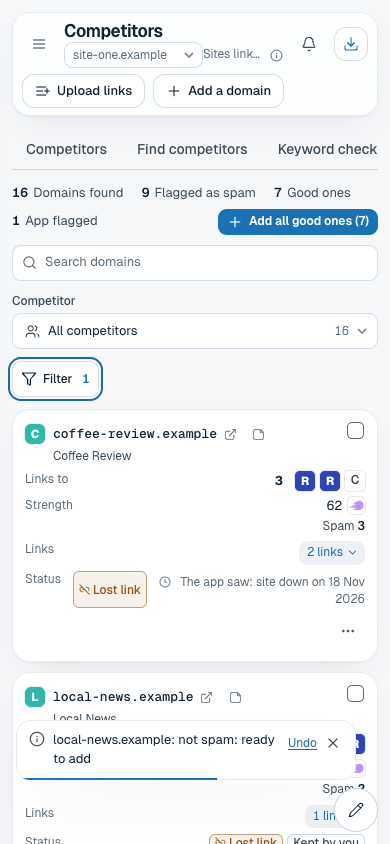 Competitors
site-one.example
Sites link…
Upload links
Add a domain
Competitors
Find competitors
Keyword check
16 Domains found
9 Flagged as spam
7 Good ones
1 App flagged
Add all good ones (7)
Search domains
Competitor
All competitors
16
Filter 1
C
coffee-review.example
Coffee Review
Links to
3 R R C
Strength
62
Spam 3
Links
2 links
Status
Lost link
The app saw: site down on 18 Nov
2026
L
local-news.example
Local News
local-news.example: not spam: ready
to add
Undo
R
Spam 2
Links
Status
Lost link
Kept by you